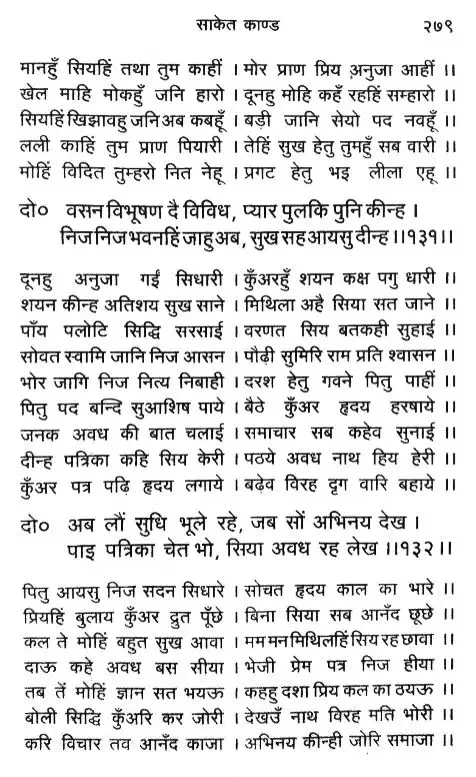 साकेत काण्ड २७९
मानहुँ सियहिं तथा तुम काहीं । मोर प्राण प्रिय अनुजा आहीं ।।
खेल माहि मोकहुँ जनि हारो । दूनहु मोहि कहँ रहहिं सम्हारो ।।
सियहिं खिझावहु जनि अब कबहूँ । बड़ी जानि सेयो पद नवहूँ ।।
लली काहिं तुम प्राण पियारी । तेहिं सुख हेतु तुमहुँ सब वारी ।।
मोहिं विदित तुम्हरो नित नेहू । प्रगट हेतु भइ लीला एहू ।।
दो० वसन विभूषण दै विविध, प्यार पुलकि पुनि कीन्ह ।
निज निज भवनहिं जाहु अब, सुख सह आयसु दीन्ह ।।१३१।।
दूनहु अनुजा गईं सिधारी । कुँअरहुँ शयन कक्ष पगु धारी ।।
शयन कीन्ह अतिशय सुख साने । मिथिला अहै सिया सत जाने ।।
पाँय पलोटि सिद्धि सरसाई । वरणत सिय बतकही सुहाई ।।
सोवत स्वामि जानि निज आसन । पौढ़ी सुमिरि राम प्रति श्वासन ।।
भोर जागि निज नित्य निबाही । दरश हेतु गवने पितु पाहीं ।।
पितु पद बन्दि सुआशिष पाये । बैठे कुँअर हृदय हरषाये ।।
जनक अवध की बात चलाई । समाचार सब कहेव सुनाई ।।
दीन्ह पत्रिका कहि सिय केरी । पठये अवध नाथ हिय हेरी ।।
कुँअर पत्र पढ़ि हृदय लगाये । बढ़ेव विरह दृग वारि बहाये ।।
दो० अब लौं सुधि भूले रहे, जब सों अभिनय देख ।
पाइ पत्रिका चेत भो, सिया अवध रह लेख ।।१३२।।
पितु आयसु निज सदन सिधारे । सोचत हृदय काल का भारे ।।
प्रियहिं बुलाय कुँअर द्रुत पूँछे । बिना सिया सब आनँद छूछे ।।
कल ते मोहिं बहुत सुख आवा । मम मन मिथिलहिं सिय रह छावा ।।
दाऊ कहे अवध बस सीया । भेजी प्रेम पत्र निज हीया ।।
तब तें मोहिं ज्ञान सत भयऊ । कहहु दशा प्रिय कल का ठयऊ ।।
बोली सिद्धि कुँअरि कर जोरी । देखउँ नाथ विरह मति भोरी ।।
करि विचार तव आनँद काजा । अभिनय कीन्ही जोरि समाजा ।।